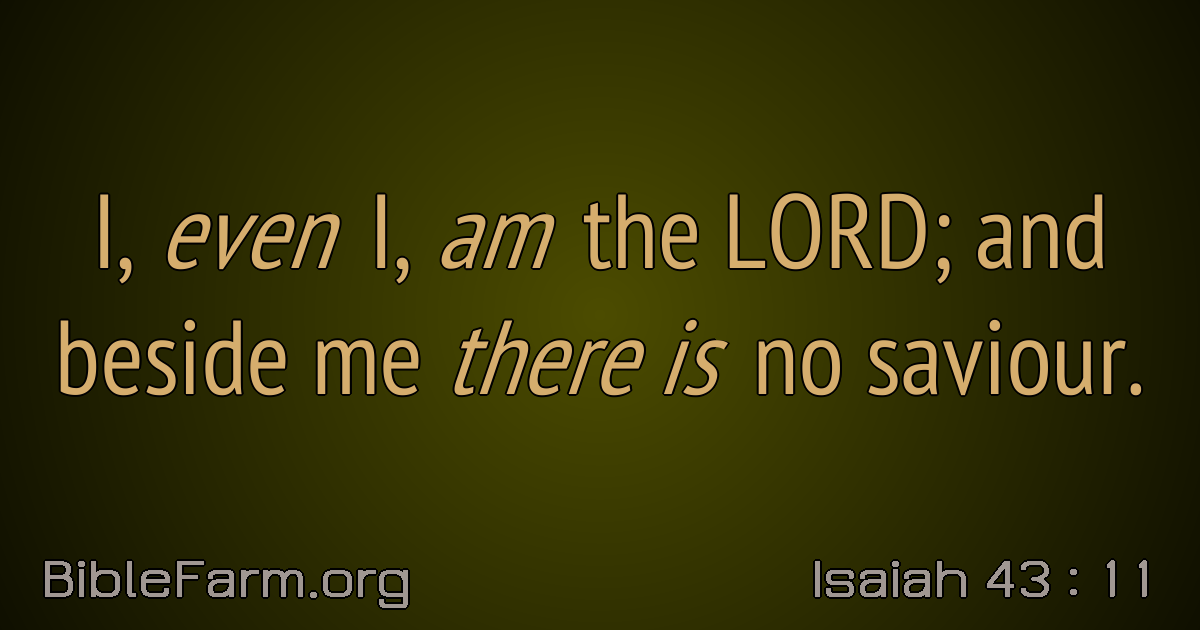 I, even I, am the LORD; and
beside me there is no saviour.
BibleFarm.org
Isaiah 43 : 11